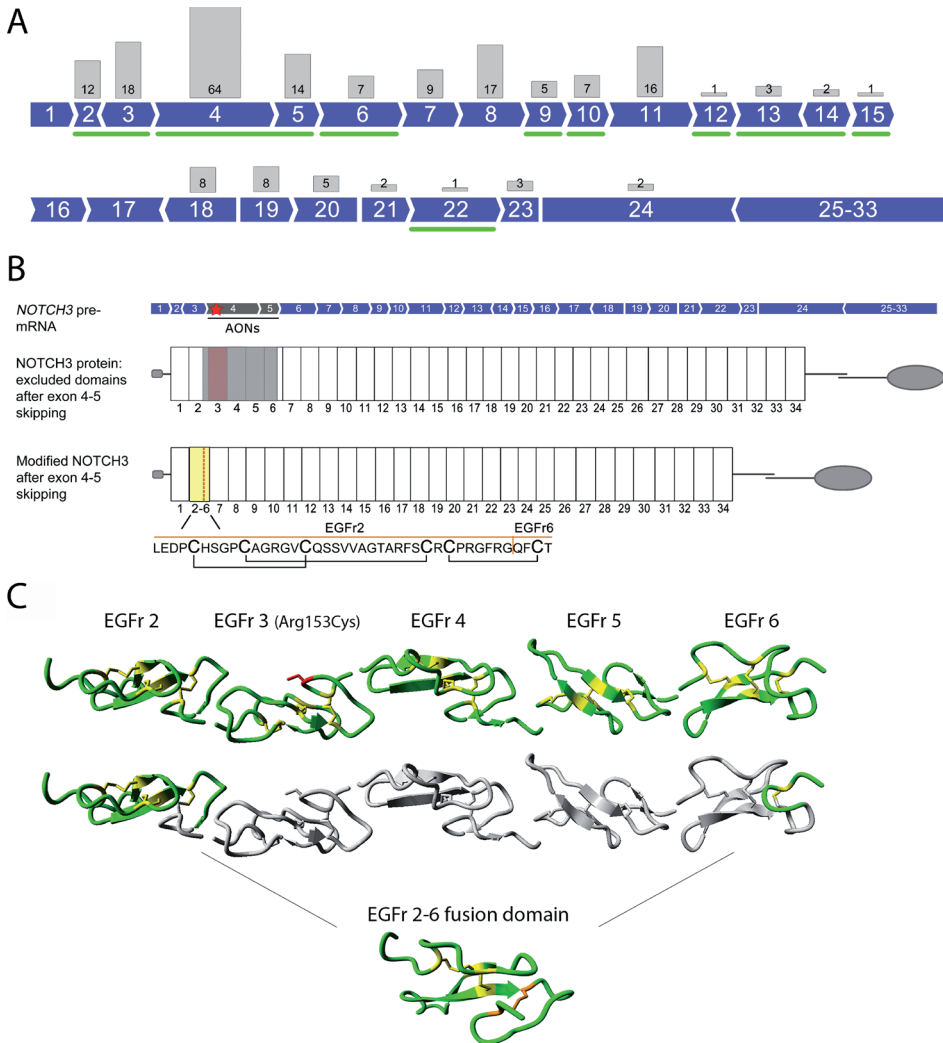 A
12 18 64 14 7 9 17 5 7 16 1 3 2 1
1 2 3 4 5 6 7 8 9 10 11 12 13 14 15
8 8 5 2 1 3 2
16 17 18 19 20 21 22 23 24 25-33
B
NOTCH3 pre-
mRNA
1 2 3 4 5 6 7 8 9 10 11 12 13 14 15 16 17 18 19 20 21 22 23 24 25-33
AONs
NOTCH3 protein:
excluded domains
after exon 4-5
skipping
1 2 3 4 5 6 7 8 9 10 11 12 13 14 15 16 17 18 19 20 21 22 23 24 25 26 27 28 29 30 31 32 33 34
Modified NOTCH3
after exon 4-5
skipping
1 2-6 7 8 9 10 11 12 13 14 15 16 17 18 19 20 21 22 23 24 25 26 27 28 29 30 31 32 33 34
EGFr2 EGFr6
LEDPCHSGPCAGRGVCQSSVVAGTARFSCRCPRGFRGQFCT
C
EGFr 2 EGFr 3 (Arg153Cys) EGFr 4 EGFr 5 EGFr 6
EGFr 2-6 fusion domain